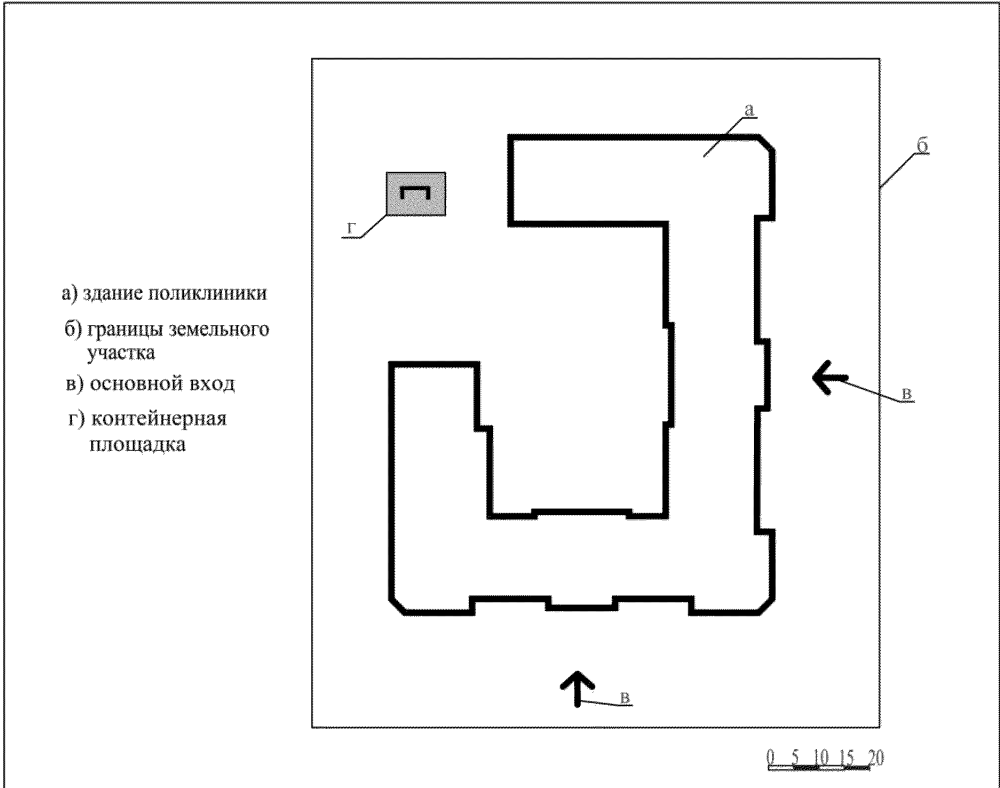 а
б
г
а) здание поликлиники
б) границы земельного
участка
в) основной вход
г) контейнерная
площадка
в
в
0 5 10 15 20